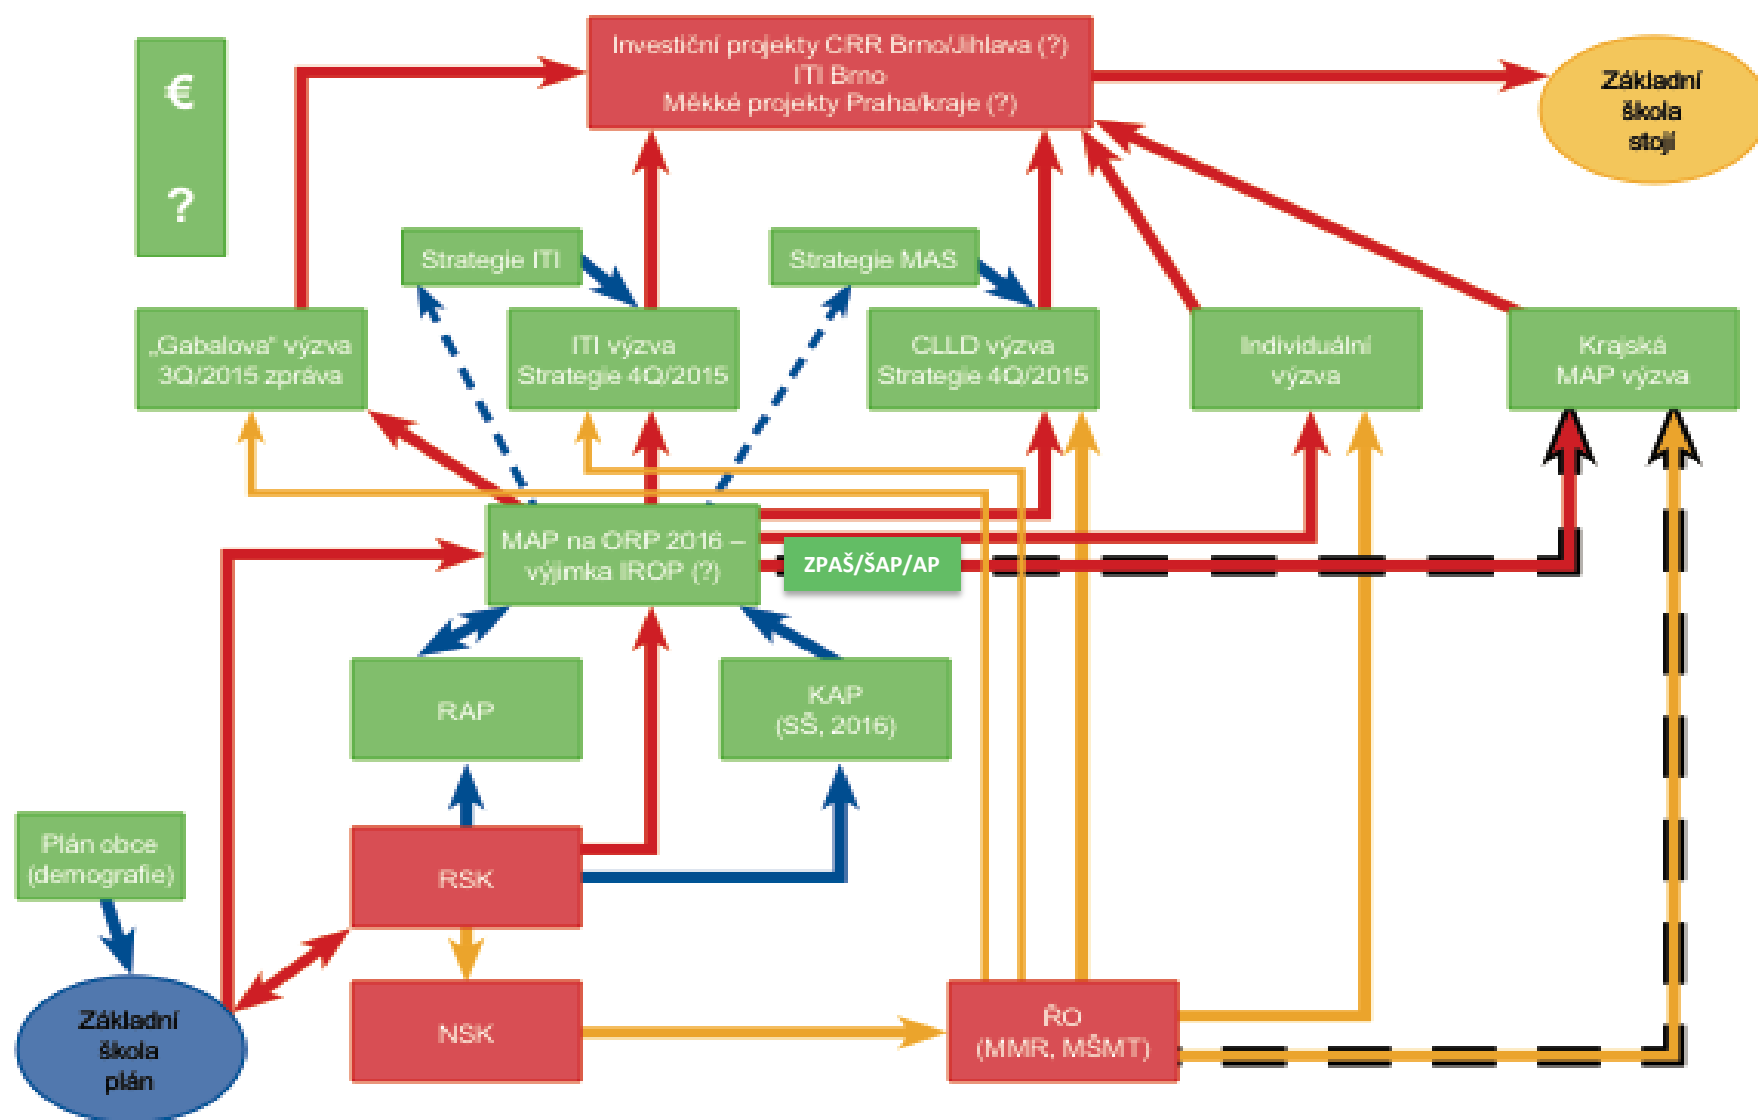 Investiční projekty CRR Brno/Jihlava (?)
ITI Brno
Měkké projekty Praha/kraje (?)
€
?
Základní
škola
stojí
Strategie ITI
Strategie MAS
„Gabalova“ výzva
3Q/2015 zpráva
ITI výzva
Strategie 4Q/2015
CLLD výzva
Strategie 4Q/2015
Individuální
výzva
Krajská
MAP výzva
MAP na ORP 2016 –
výjimka IROP (?)
ZPAŠ/ŠAP/AP
RAP
KAP
(SŠ, 2016)
Plán obce
(demografie)
RSK
Základní
škola
plán
NSK
ŘO
(MMR, MŠMT)